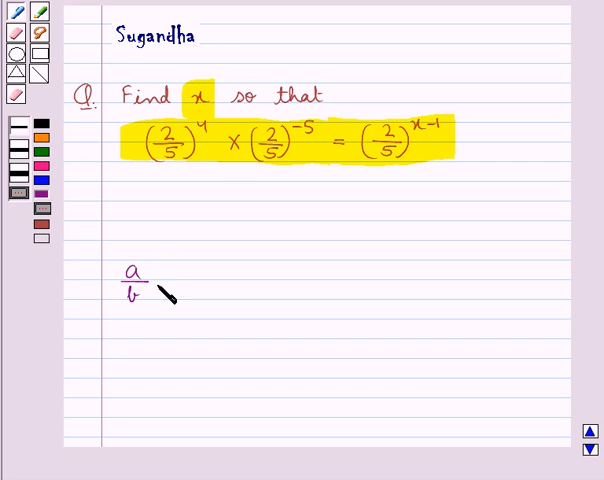 Sugandha
Q. Find x so that
(2/5)^4 × (2/5)^-5 = (2/5)^x-1
a/b